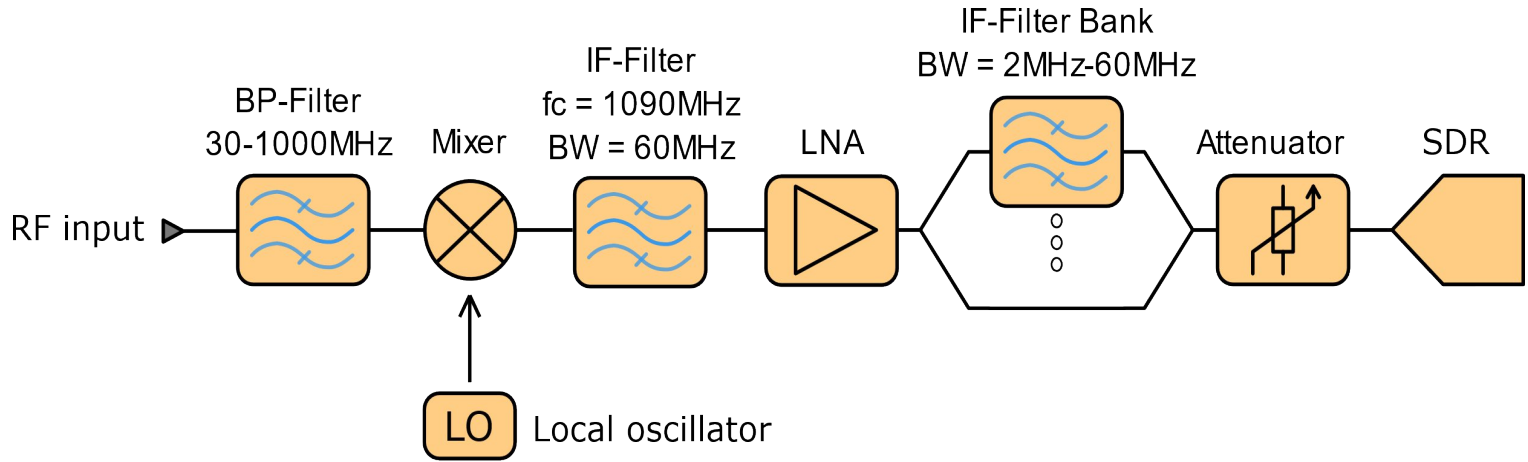 RF input
BP-Filter
30-1000MHz
Mixer
LO
Local oscillator
IF-Filter
fc = 1090MHz
BW = 60MHz
LNA
IF-Filter Bank
BW = 2MHz-60MHz
Attenuator
SDR